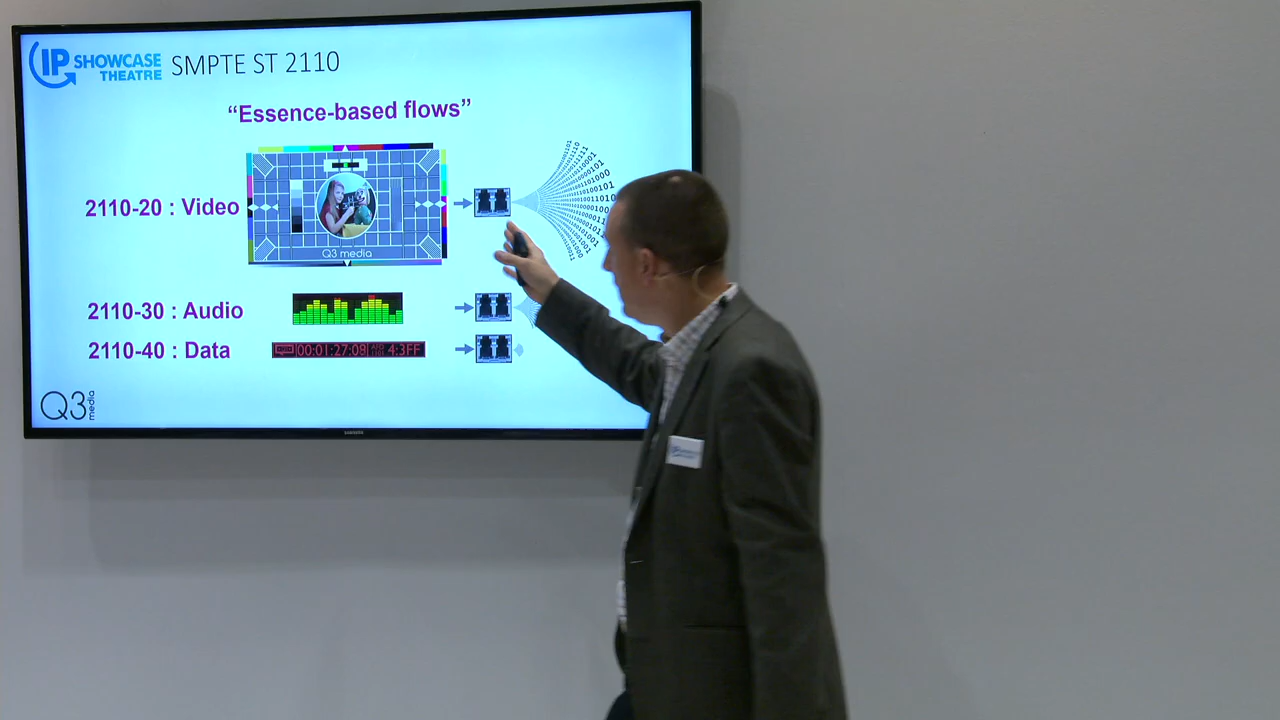 IP SHOWCASE
THEATRE
SMPTE ST 2110
“Essence-based flows”
2110-20 : Video
Q3 media
2110-30 : Audio
2110-40 : Data
00:01:27:08
4:3FF
Q3 media
SAMSUNG